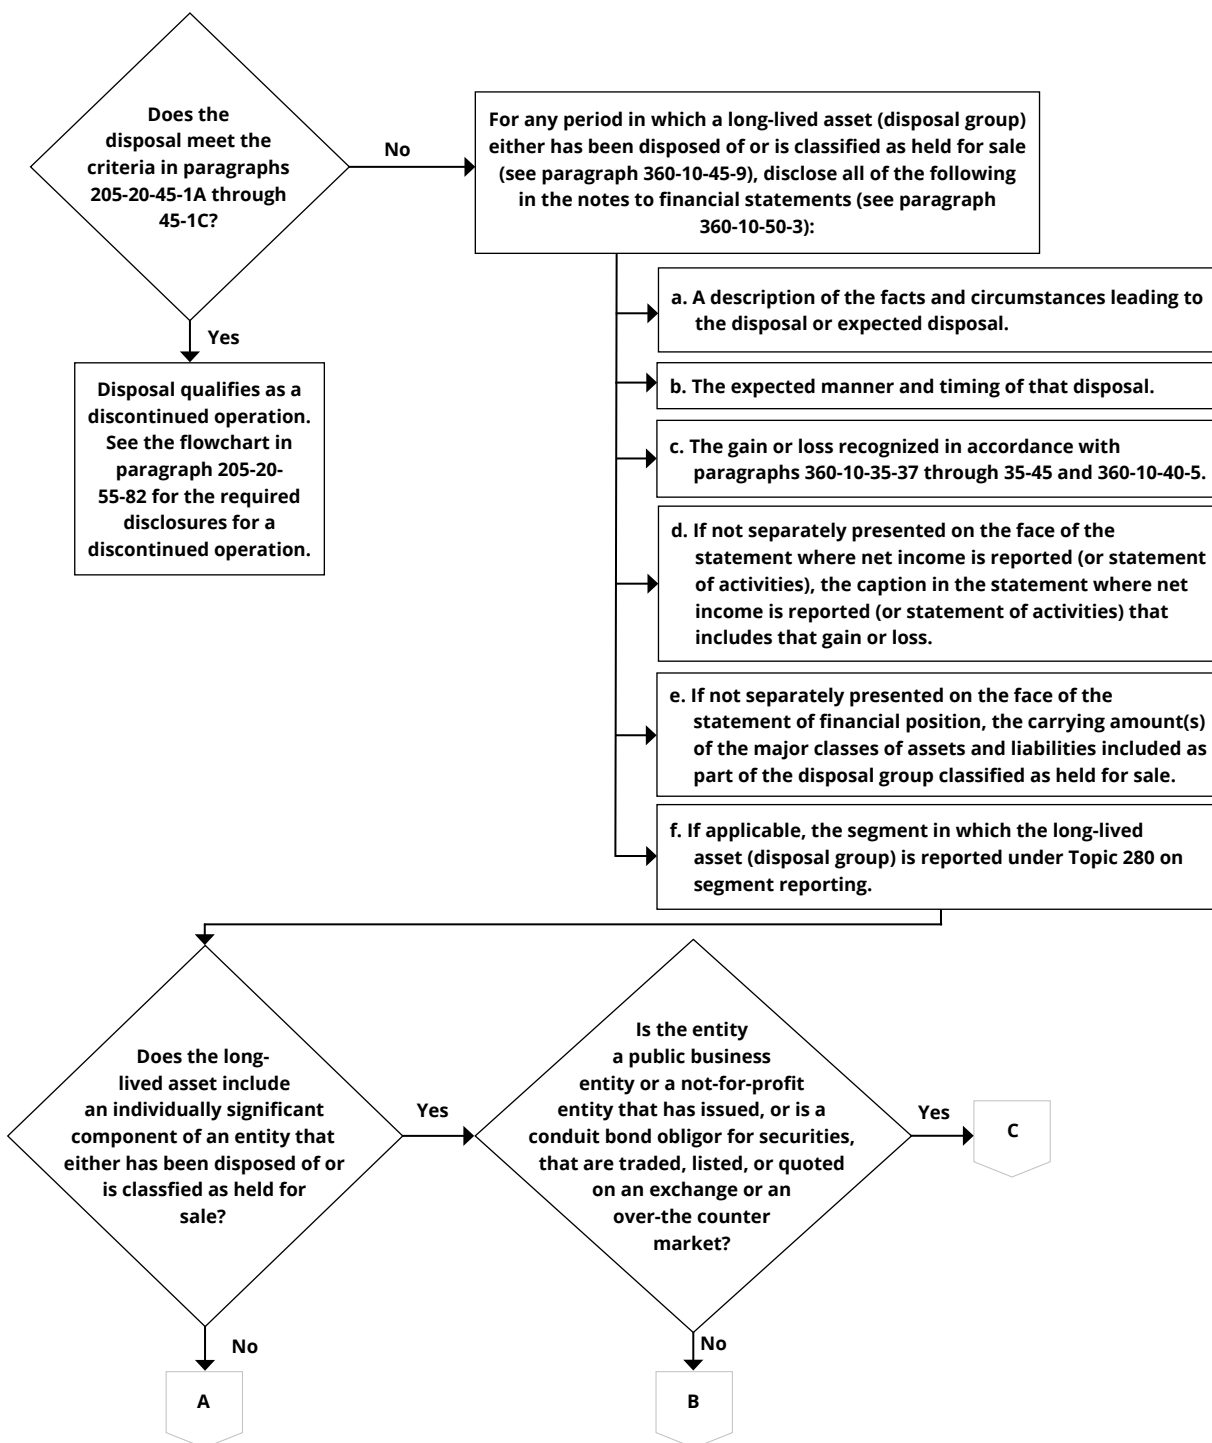 Does the
disposal meet the
criteria in paragraphs
205-20-45-1A through
45-1C?
No
For any period in which a long-lived asset (disposal group)
either has been disposed of or is classified as held for sale
(see paragraph 360-10-45-9), disclose all of the following
in the notes to financial statements (see paragraph
360-10-50-3):
Yes
Disposal qualifies as a
discontinued operation.
See the flowchart in
paragraph 205-20-
55-82 for the required
disclosures for a
discontinued operation.
a. A description of the facts and circumstances leading to
the disposal or expected disposal.
b. The expected manner and timing of that disposal.
c. The gain or loss recognized in accordance with
paragraphs 360-10-35-37 through 35-45 and 360-10-40-5.
d. If not separately presented on the face of the
statement where net income is reported (or statement
of activities), the caption in the statement where net
income is reported (or statement of activities) that
includes that gain or loss.
e. If not separately presented on the face of the
statement of financial position, the carrying amount(s)
of the major classes of assets and liabilities included as
part of the disposal group classified as held for sale.
f. If applicable, the segment in which the long-lived
asset (disposal group) is reported under Topic 280 on
segment reporting.
Does the long-
lived asset include
an individually significant
component of an entity that
either has been disposed of or
is classfied as held for
sale?
Yes
Is the entity
a public business
entity or a not-for-profit
entity that has issued, or is a
conduit bond obligor for securities,
that are traded, listed, or quoted
on an exchange or an
over-the counter
market?
Yes
C
No
A
No
B